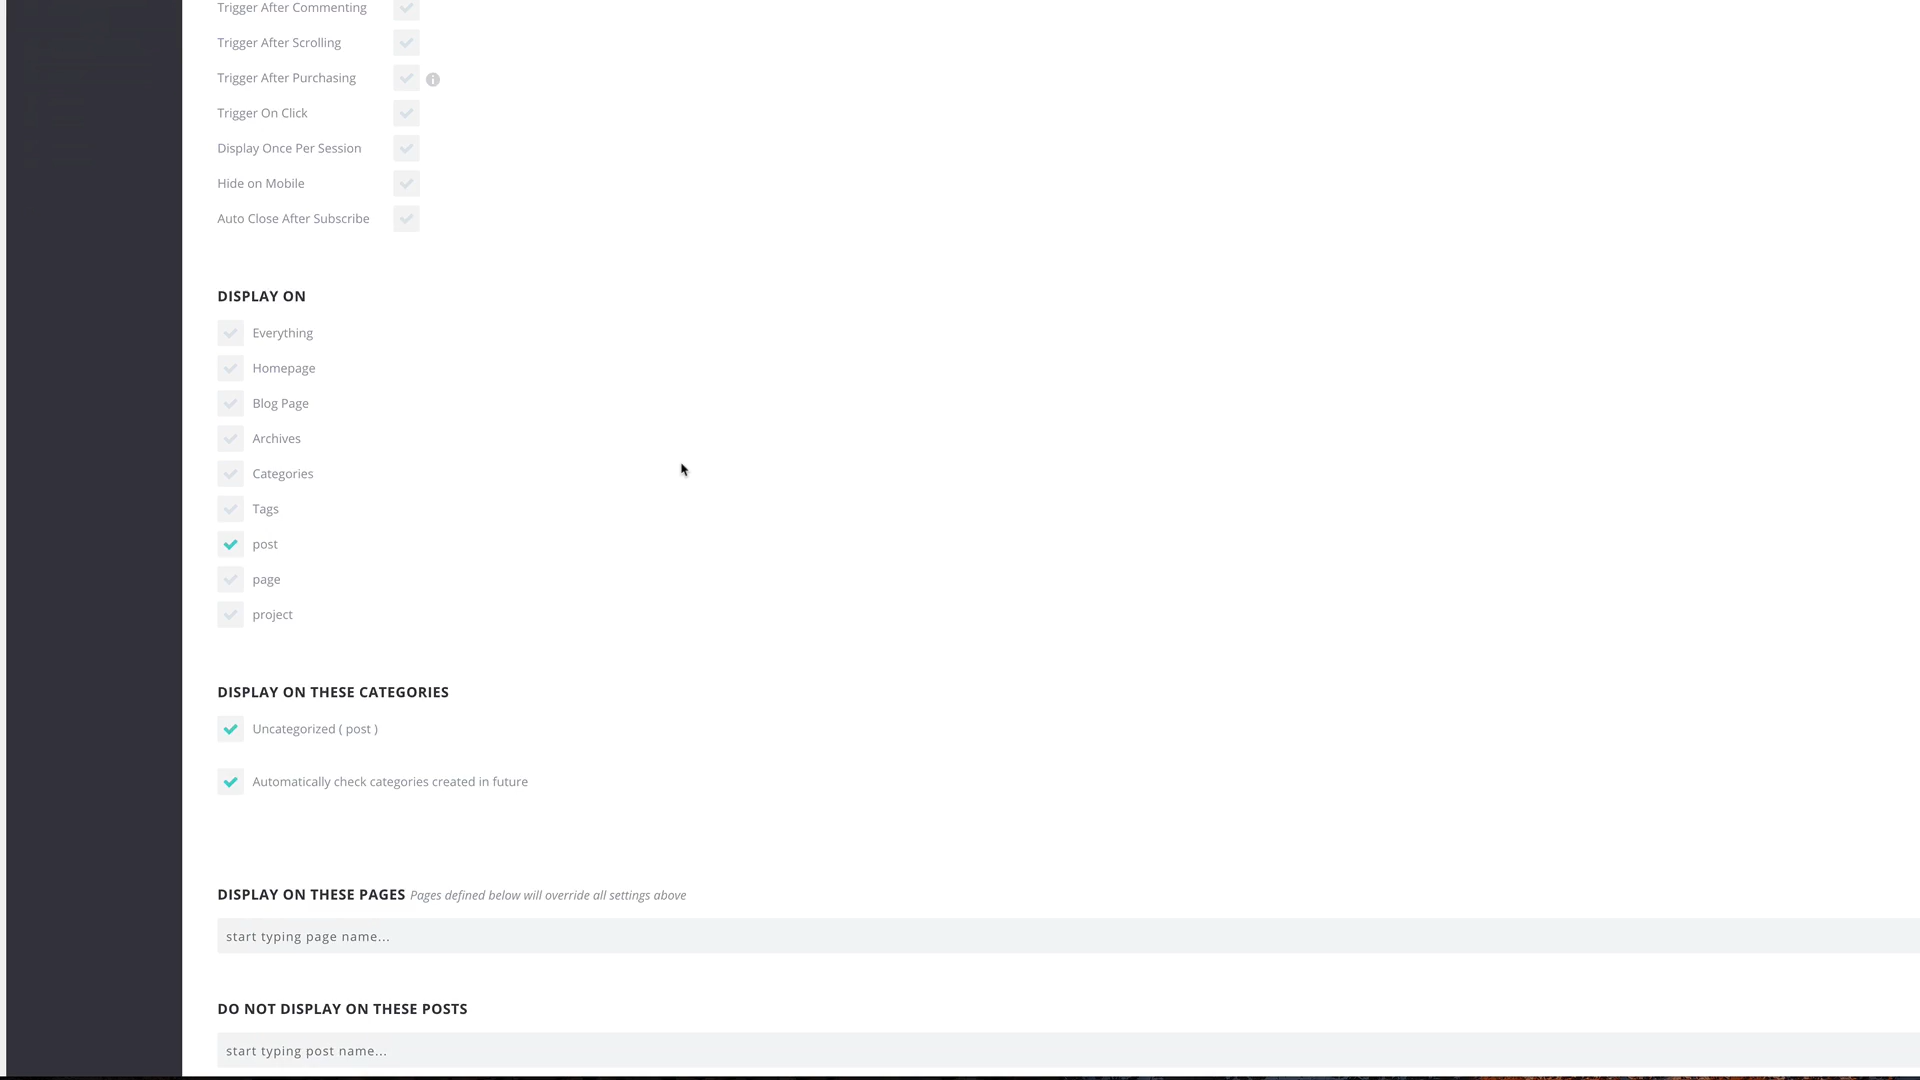 Trigger After Commenting
Trigger After Scrolling
Trigger After Purchasing
Trigger On Click
Display Once Per Session
Hide on Mobile
Auto Close After Subscribe
DISPLAY ON
Everything
Homepage
Blog Page
Archives
Categories
Tags
post
page
project
DISPLAY ON THESE CATEGORIES
Uncategorized ( post )
Automatically check categories created in future
DISPLAY ON THESE PAGES Pages defined below will override all settings above
start typing page name...
DO NOT DISPLAY ON THESE POSTS
start typing post name...